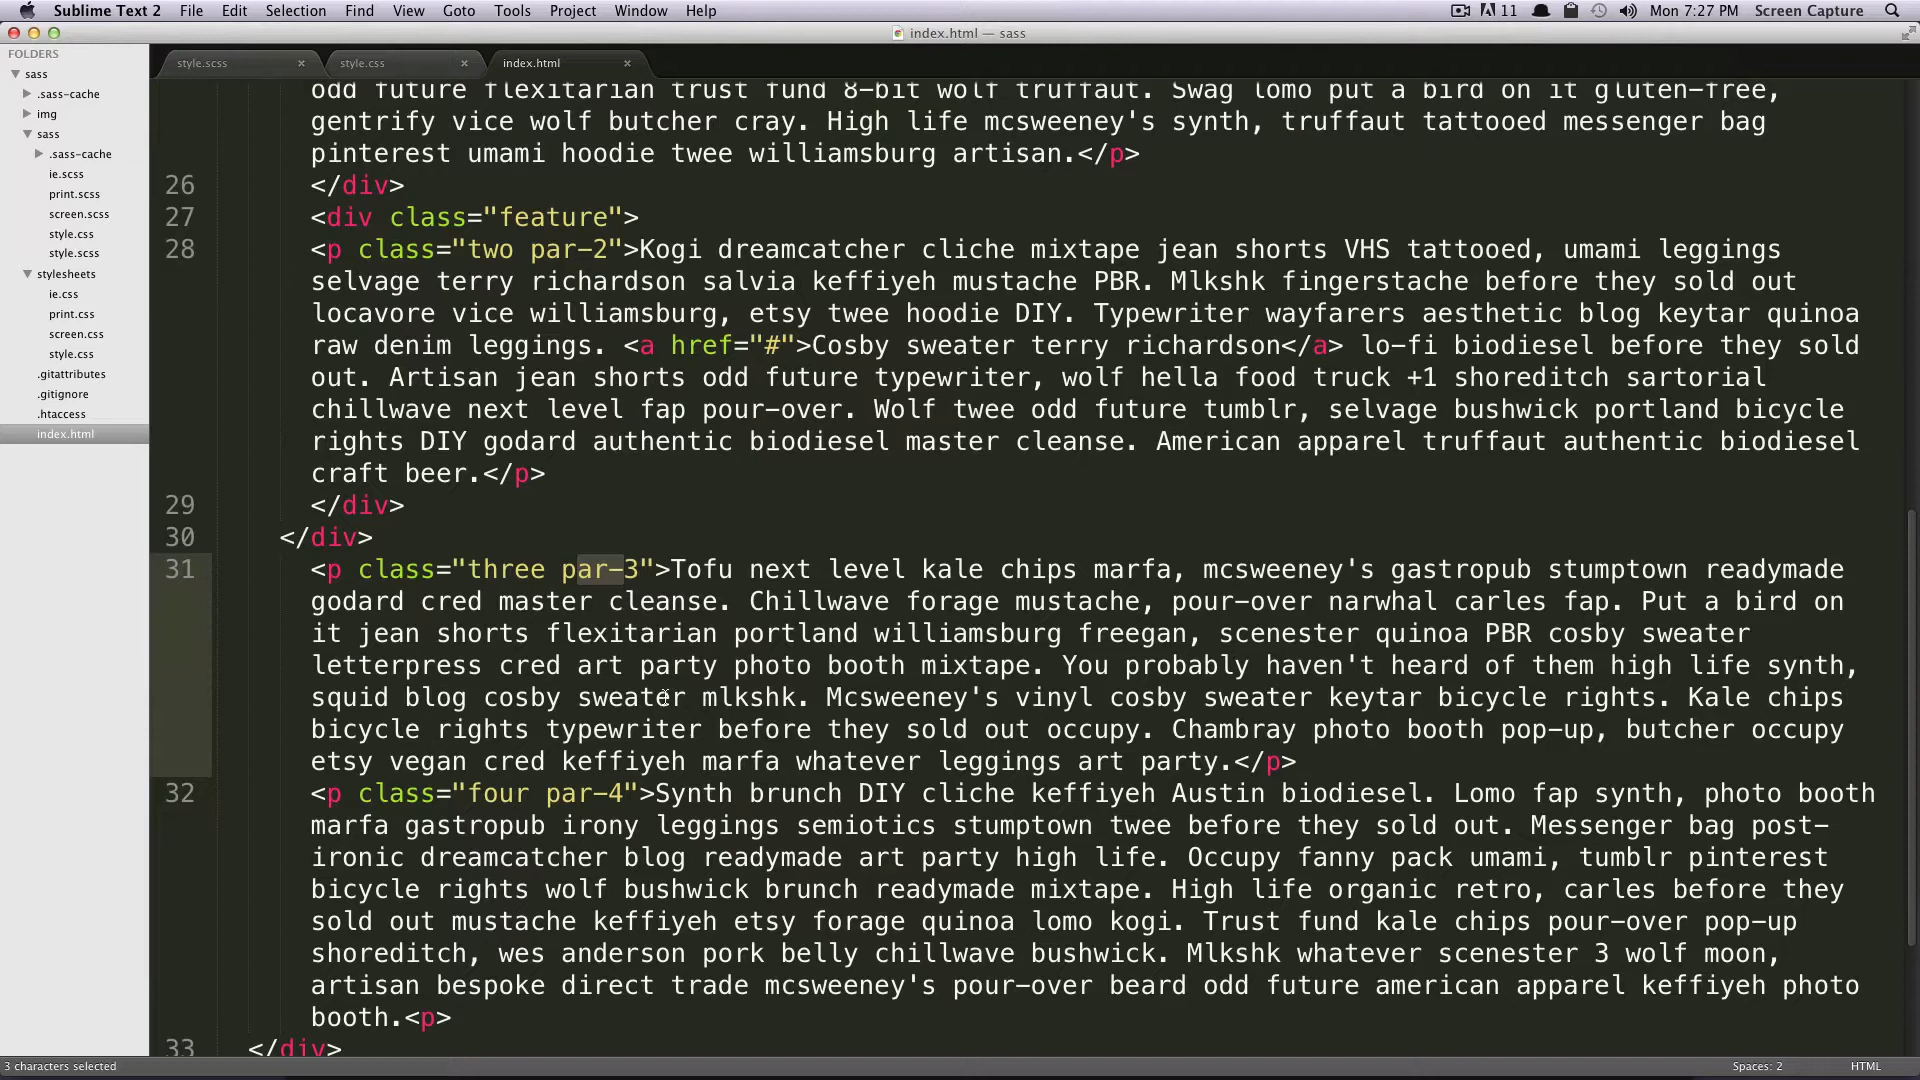 Sublime Text 2 File Edit Selection Find View Goto Tools Project Window Help 11 Mon 7:27 PM Screen Capture
index.html — sass
FOLDERS
sass
.sass-cache
img
sass
.sass-cache
ie.scss
print.scss
screen.scss
style.css
style.scss
stylesheets
ie.css
print.css
screen.css
style.css
.gitattributes
.gitignore
.htaccess
index.html
style.scss × style.css × index.html ×
odd future flexitarian trust fund 8-bit wolf truffaut. Swag lomo put a bird on it gluten-free,
gentrify vice wolf butcher cray. High life mcsweeney's synth, truffaut tattooed messenger bag
pinterest umami hoodie twee williamsburg artisan.</p>
26 </div>
27 <div class="feature">
28 <p class="two par-2">Kogi dreamcatcher cliche mixtape jean shorts VHS tattooed, umami leggings
selvage terry richardson salvia keffiyeh mustache PBR. Mlkshk fingerstache before they sold out
locavore vice williamsburg, etsy twee hoodie DIY. Typewriter wayfarers aesthetic blog keytar quinoa
raw denim leggings. <a href="#">Cosby sweater terry richardson</a> lo-fi biodiesel before they sold
out. Artisan jean shorts odd future typewriter, wolf hella food truck +1 shoreditch sartorial
chillwave next level fap pour-over. Wolf twee odd future tumblr, selvage bushwick portland bicycle
rights DIY godard authentic biodiesel master cleanse. American apparel truffaut authentic biodiesel
craft beer.</p>
29 </div>
30 </div>
31 <p class="three par-3">Tofu next level kale chips marfa, mcsweeney's gastropub stumptown readymade
godard cred master cleanse. Chillwave forage mustache, pour-over narwhal carles fap. Put a bird on
it jean shorts flexitarian portland williamsburg freegan, scenester quinoa PBR cosby sweater
letterpress cred art party photo booth mixtape. You probably haven't heard of them high life synth,
squid blog cosby sweater mlkshk. Mcsweeney's vinyl cosby sweater keytar bicycle rights. Kale chips
bicycle rights typewriter before they sold out occupy. Chambray photo booth pop-up, butcher occupy
etsy vegan cred keffiyeh marfa whatever leggings art party.</p>
32 <p class="four par-4">Synth brunch DIY cliche keffiyeh Austin biodiesel. Lomo fap synth, photo booth
marfa gastropub irony leggings semiotics stumptown twee before they sold out. Messenger bag post-
ironic dreamcatcher blog readymade art party high life. Occupy fanny pack umami, tumblr pinterest
bicycle rights wolf bushwick brunch readymade mixtape. High life organic retro, carles before they
sold out mustache keffiyeh etsy forage quinoa lomo kogi. Trust fund kale chips pour-over pop-up
shoreditch, wes anderson pork belly chillwave bushwick. Mlkshk whatever scenester 3 wolf moon,
artisan bespoke direct trade mcsweeney's pour-over beard odd future american apparel keffiyeh photo
booth.<p>
33 </div>
3 characters selected Spaces: 2 HTML